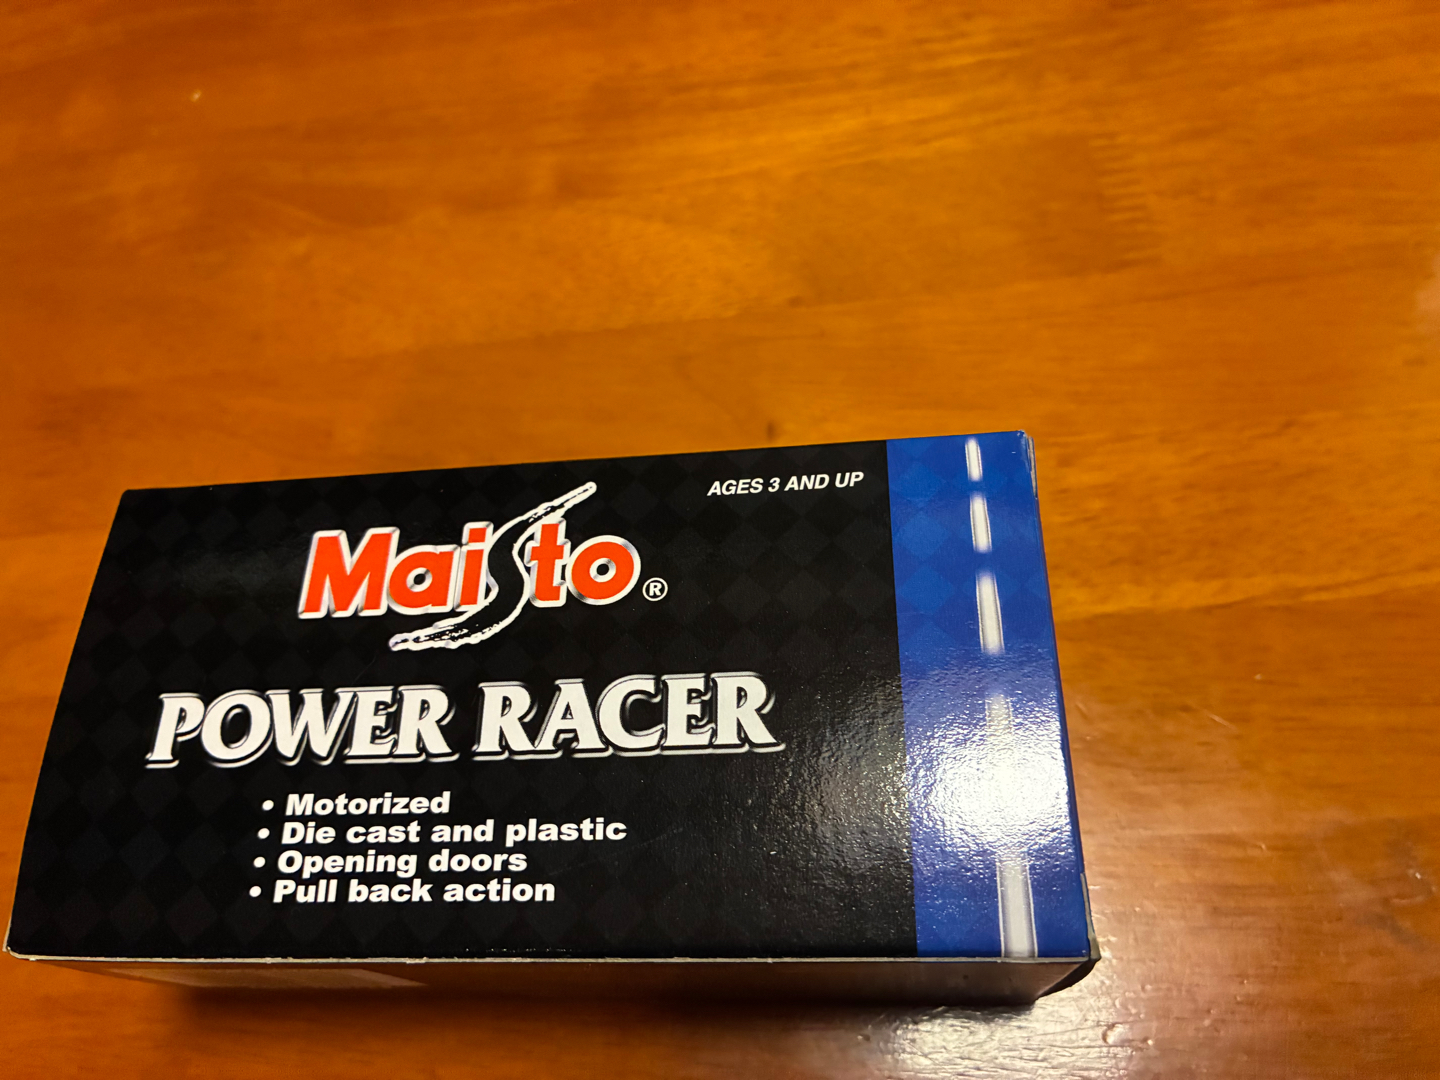 AGES 3 AND UP
Maisto®
POWER RACER
• Motorized
• Die cast and plastic
• Opening doors
• Pull back action